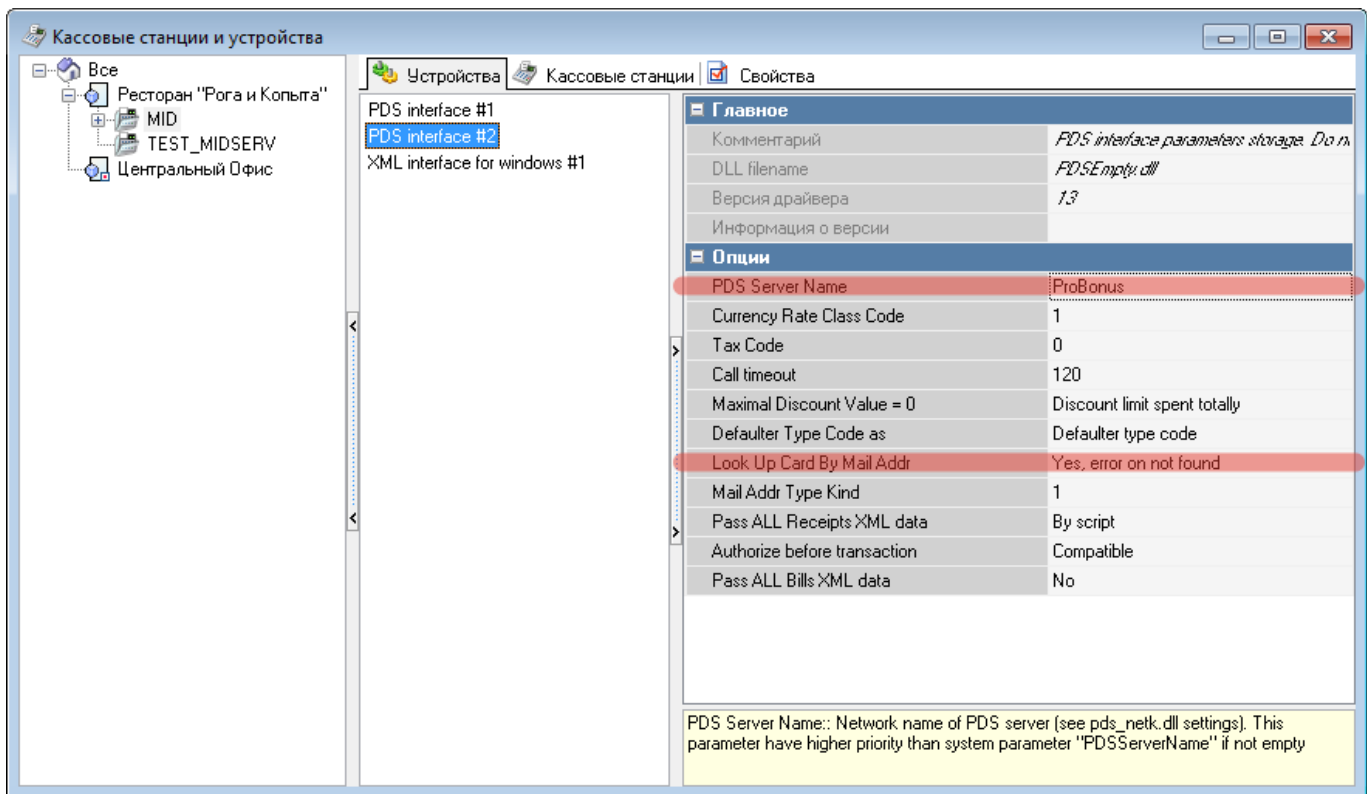 Кассовые станции и устройства
Все
Ресторан "Рога и Копыта"
MID
TEST_MIDSERV
Центральный Офис
Устройства Кассовые станции Свойства
PDS interface #1
PDS interface #2
XML interface for windows #1
Главное
Комментарий PDS interface parameters storage. Do
DLL filename PDSEmpty.dll
Версия драйвера 13
Информация о версии
Опции
PDS Server Name ProBonus
Currency Rate Class Code 1
Tax Code 0
Call timeout 120
Maximal Discount Value = 0 Discount limit spent totally
Defaulter Type Code as Defaulter type code
Look Up Card By Mail Addr Yes, error on not found
Mail Addr Type Kind 1
Pass ALL Receipts XML data By script
Authorize before transaction Compatible
Pass ALL Bills XML data No
PDS Server Name:: Network name of PDS server (see pds_netk.dll settings). This
parameter have higher priority than system parameter "PDSServerName" if not empty